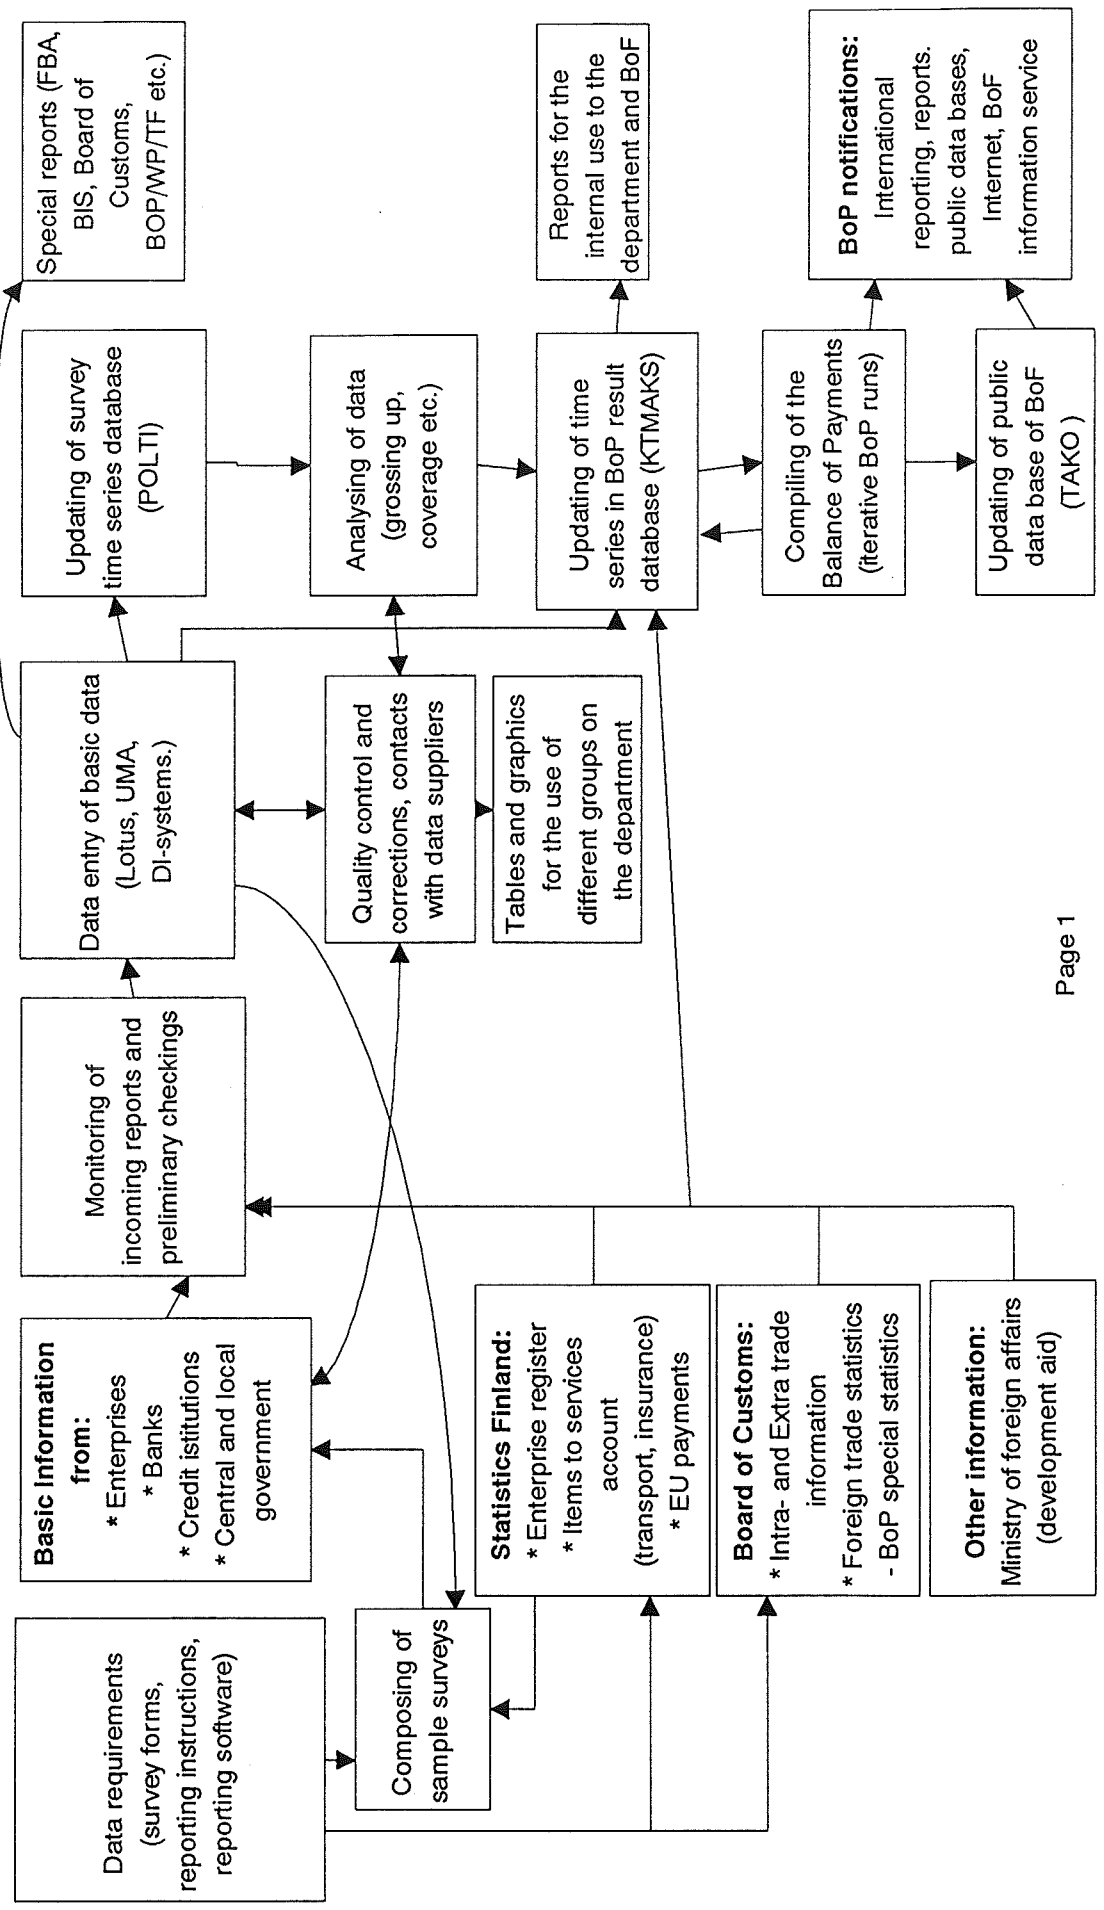 Data requirements
(survey forms,
reporting instructions,
reporting software)
Basic Information
from:
* Enterprises
* Banks
* Credit istitutions
* Central and local
government
Monitoring of
incoming reports and
preliminary checkings
Data entry of basic data
(Lotus, UMA,
DI-systems.)
Updating of survey
time series database
(POLTI)
Special reports (FBA,
BIS, Board of
Customs,
BOP/WP/TF etc.)
Composing of
sample surveys
Quality control and
corrections, contacts
with data suppliers
Analysing of data
(grossing up,
coverage etc.)
Statistics Finland:
* Enterprise register
* Items to services
account
(transport, insurance)
* EU payments
Tables and graphics
for the use of
different groups on
the department
Updating of time
series in BoP result
database (KTMAKS)
Reports for the
internal use to the
department and BoF
Board of Customs:
* Intra- and Extra trade
information
* Foreign trade statistics
- BoP special statistics
Compiling of the
Balance of Payments
(iterative BoP runs)
BoP notifications:
International
reporting, reports.
public data bases,
Internet, BoF
information service
Other information:
Ministry of foreign affairs
(development aid)
Updating of public
data base of BoF
(TAKO )
Page 1